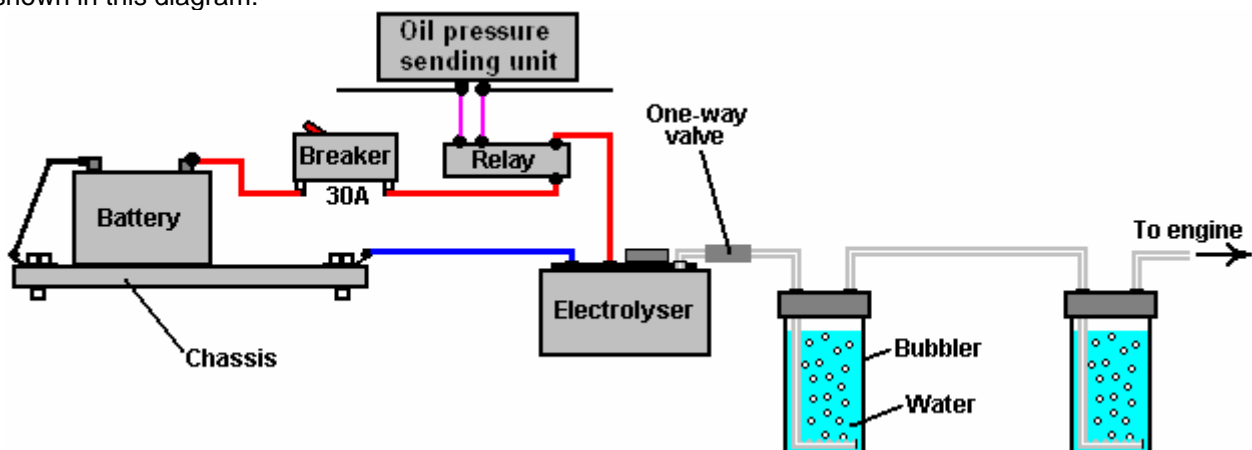 shown in this diagram:
Oil pressure
sending unit
One-way
valve
Breaker
Relay
30A
Battery
To engine
Electrolyser
Chassis
Bubbler
Water